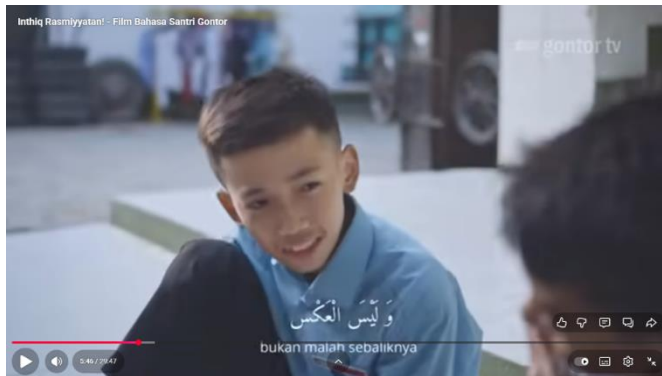 Inthiq Rasmiyyatan! - Film Bahasa Santri Gontor
gontor tv
وَ لَيْسَ الْعَكْسِ
bukan malah sebaliknya
5:46 / 29:47